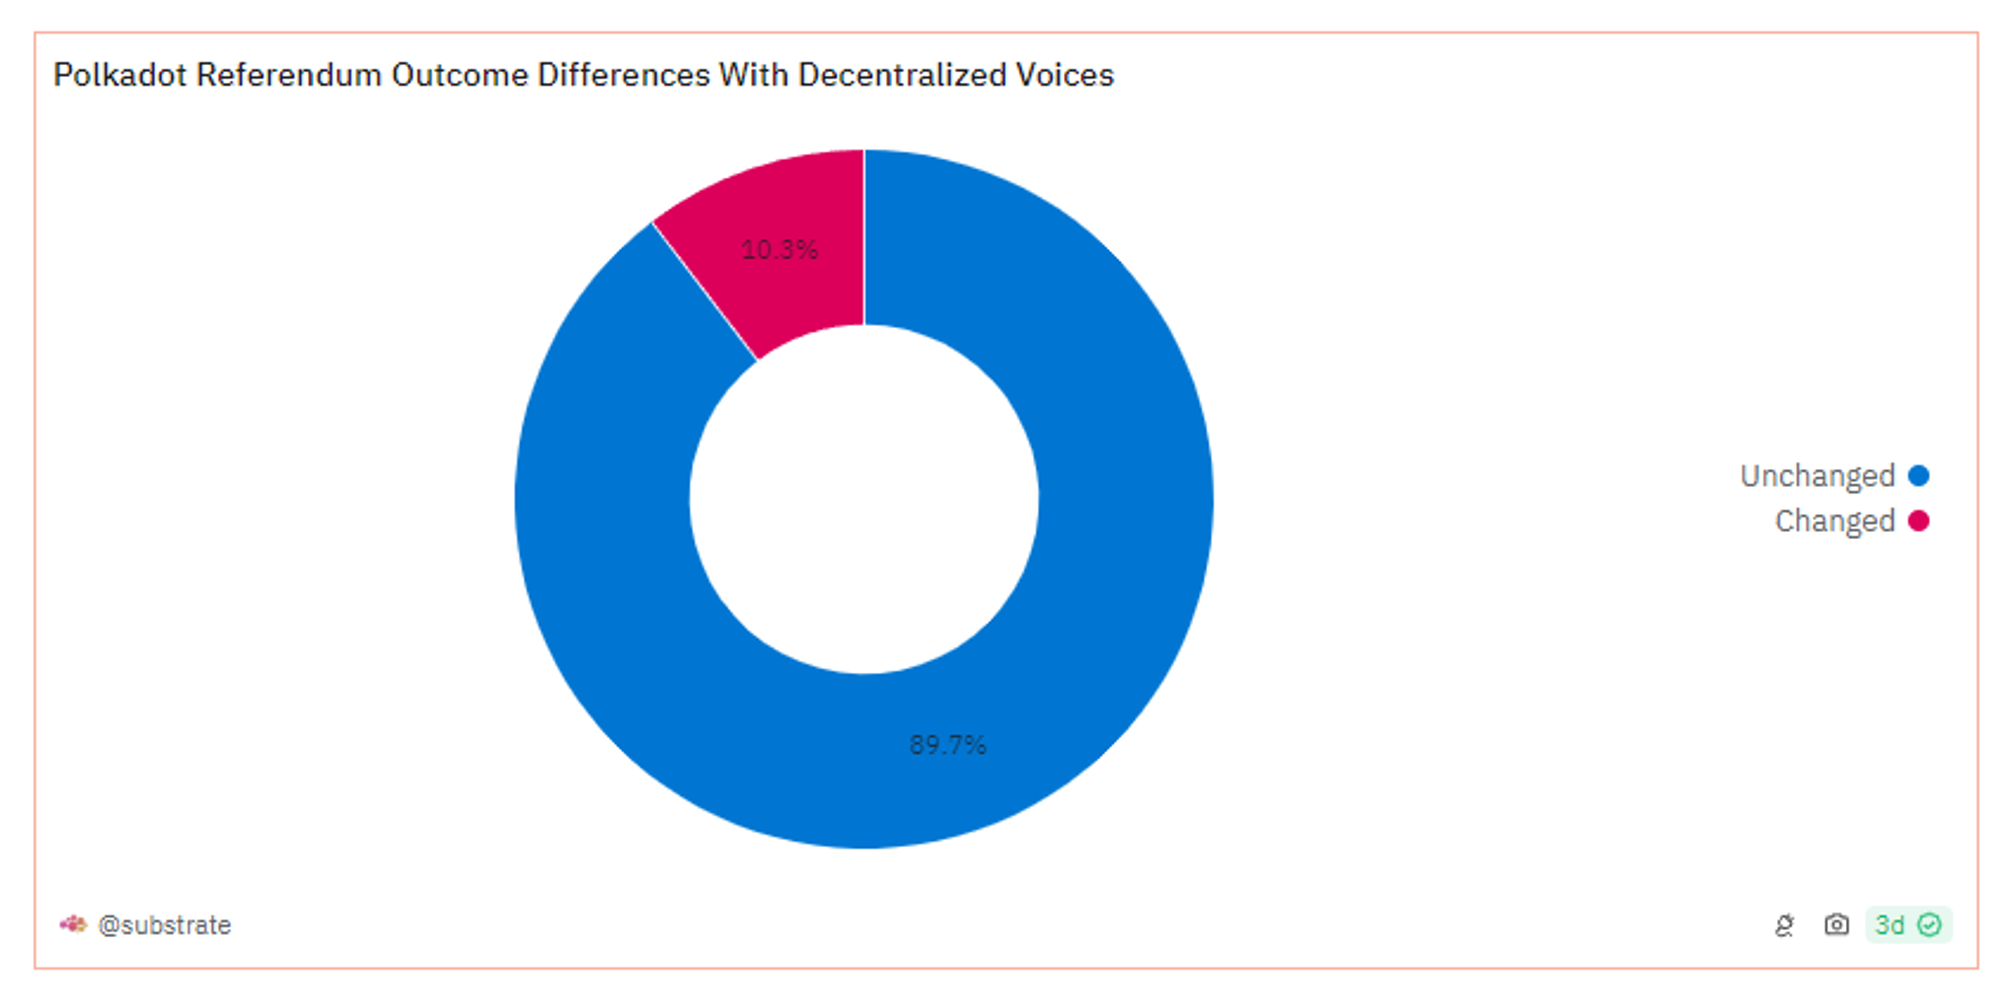 Polkadot Referendum Outcome Differences With Decentralized Voices
10.3%
Unchanged
Changed
89.7%
@substrate
3d